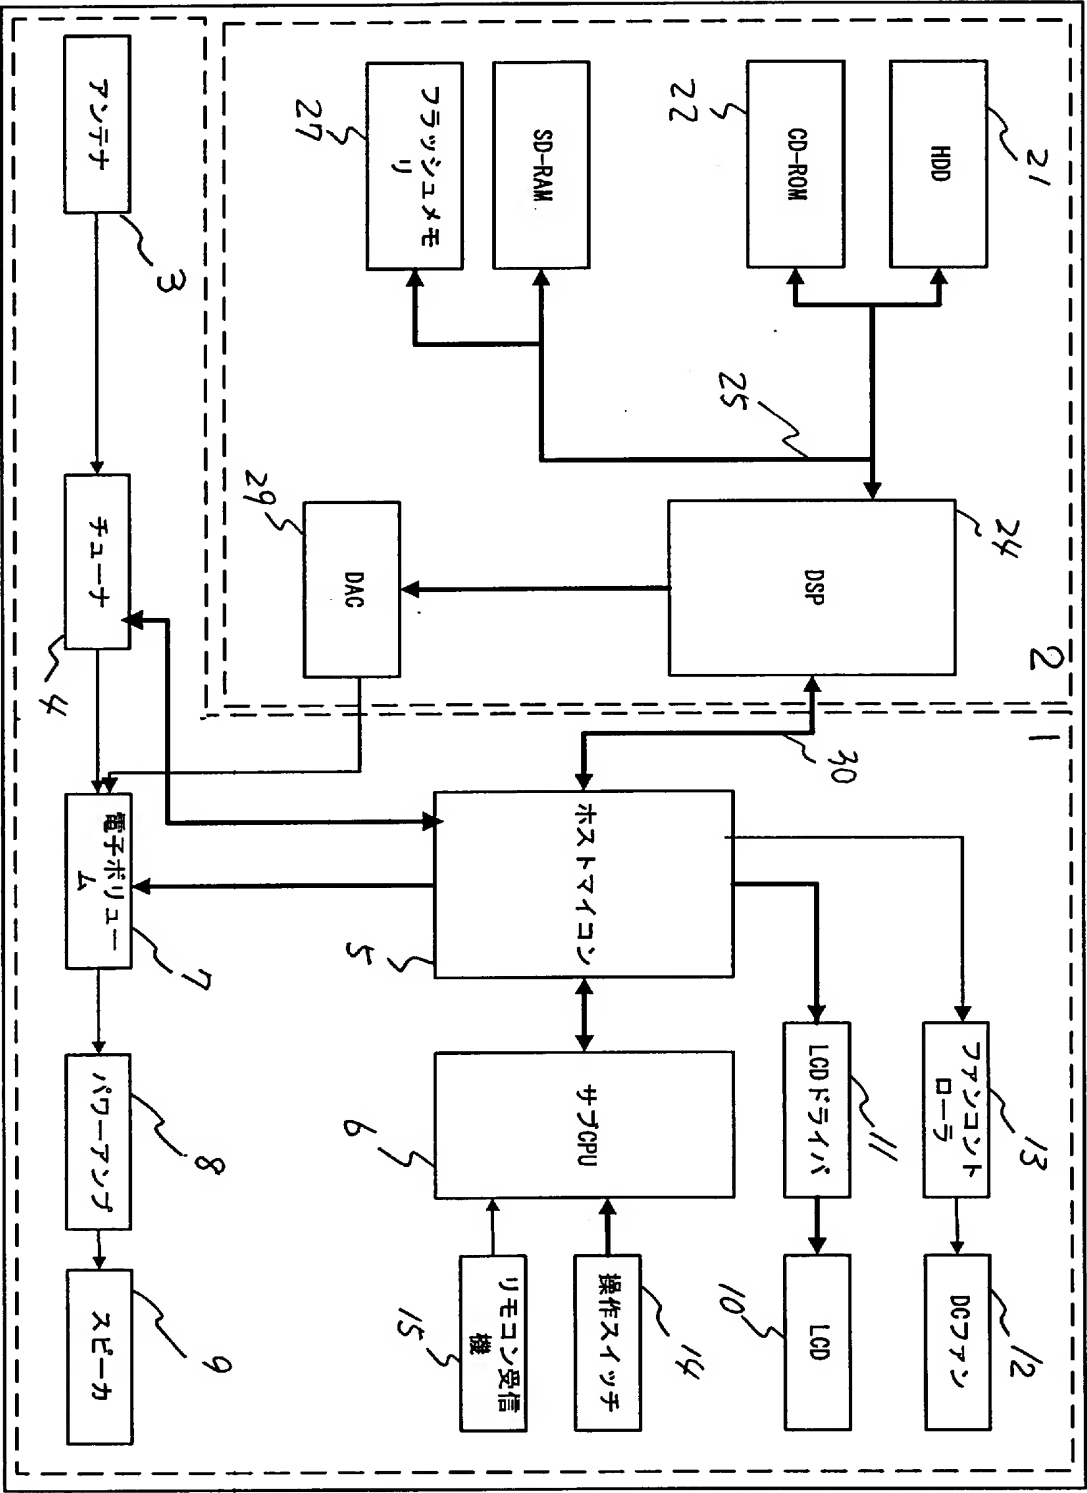 2
1
21
HDD
22
CD-ROM
SD-RAM
27
フラッシュメモ
リ
25
24
DSP
29
DAC
30
ホストマイコン
5
ファンコント
ローラ
13
DCファン
12
LCDドライバ
11
LCD
10
サブCPU
6
操作スイッチ
14
リモコン受信
機
15
アンテナ
3
チューナ
4
電子ボリュー
ム
7
パワーアンプ
8
スピーカ
9